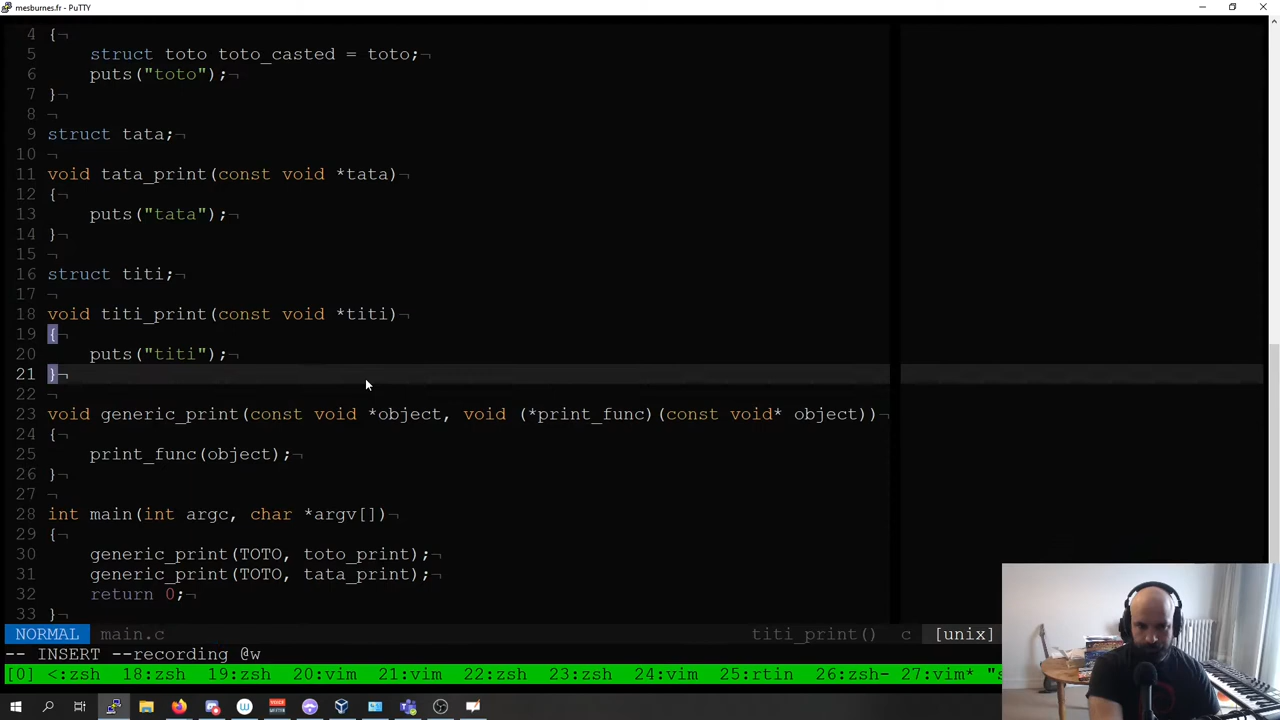 mesburnes.fr - PuTTY
4 {¬
5 struct toto toto_casted = toto;¬
6 puts("toto");¬
7 }¬
8 ¬
9 struct tata;¬
10 ¬
11 void tata_print(const void *tata)¬
12 {¬
13 puts("tata");¬
14 }¬
15 ¬
16 struct titi;¬
17 ¬
18 void titi_print(const void *titi)¬
19 {¬
20 puts("titi");¬
21 }¬
22 ¬
23 void generic_print(const void *object, void (*print_func)(const void* object))¬
24 {¬
25 print_func(object);¬
26 }¬
27 ¬
28 int main(int argc, char *argv[])¬
29 {¬
30 generic_print(TOTO, toto_print);¬
31 generic_print(TOTO, tata_print);¬
32 return 0;¬
33 }¬
NORMAL main.c titi_print() c [unix]
-- INSERT --recording @w
[0] <:zsh 18:zsh 19:zsh 20:vim 21:vim 22:zsh 23:zsh 24:vim 25:rtin 26:zsh- 27:vim* "s